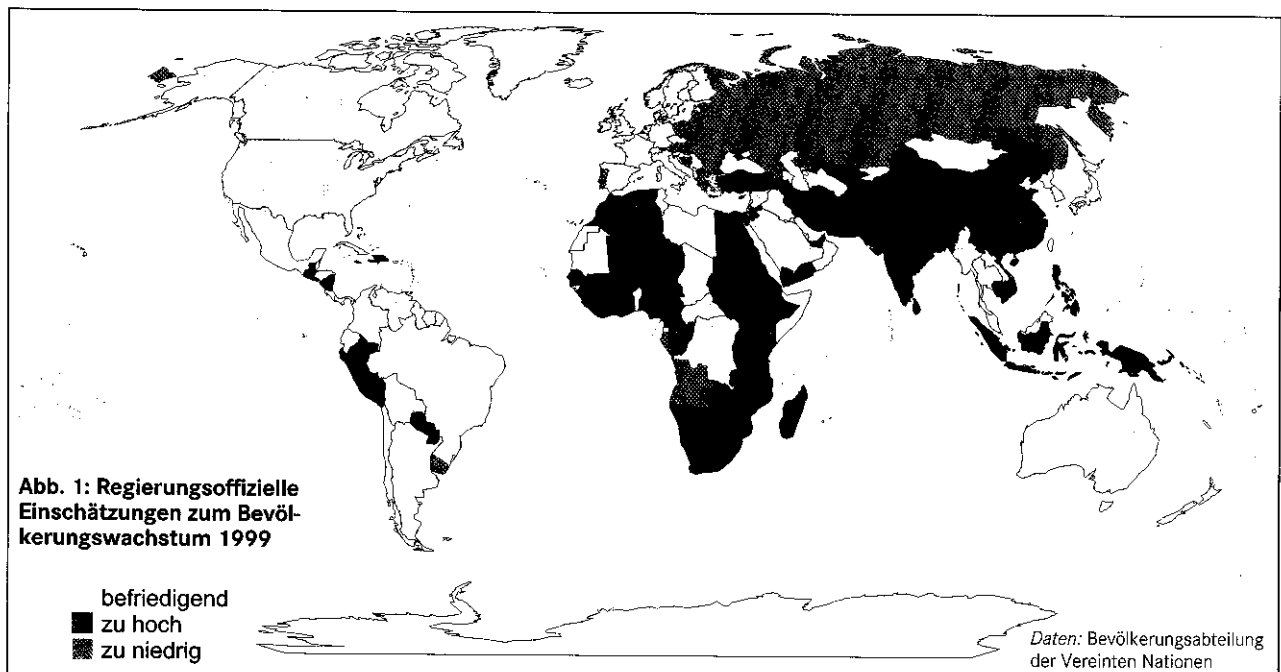 Abb. 1: Regierungsoffizielle
Einschätzungen zum Bevöl-
kerungswachstum 1999
befriedigend
zu hoch
zu niedrig
Daten: Bevölkerungsabteilung
der Vereinten Nationen